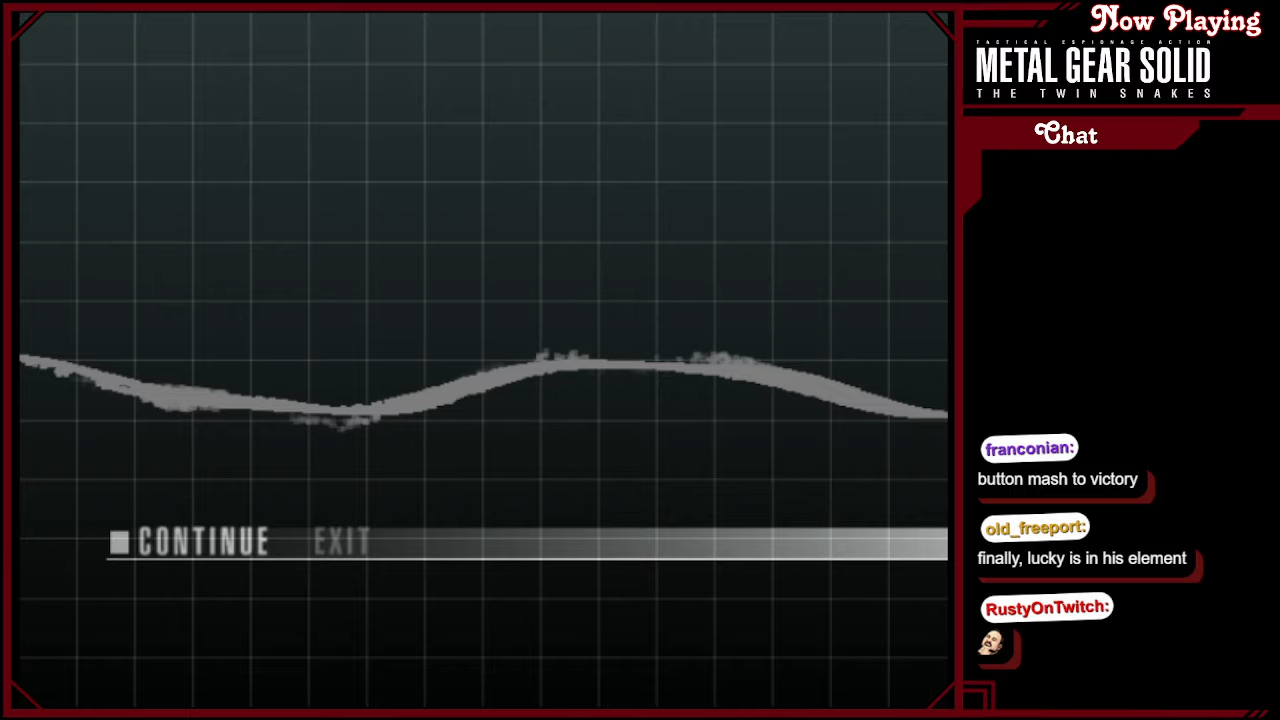 Now Playing
TACTICAL ESPIONAGE ACTION
METAL GEAR SOLID
THE TWIN SNAKES
Chat
franconian:
button mash to victory
old_freeport:
finally, lucky is in his element
RustyOnTwitch:
CONTINUE EXIT